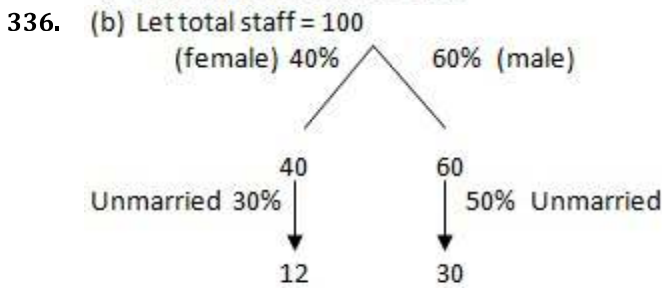 336. (b) Let total staff = 100
(female) 40% 60% (male)
40 60
Unmarried 30% 50% Unmarried
12 30